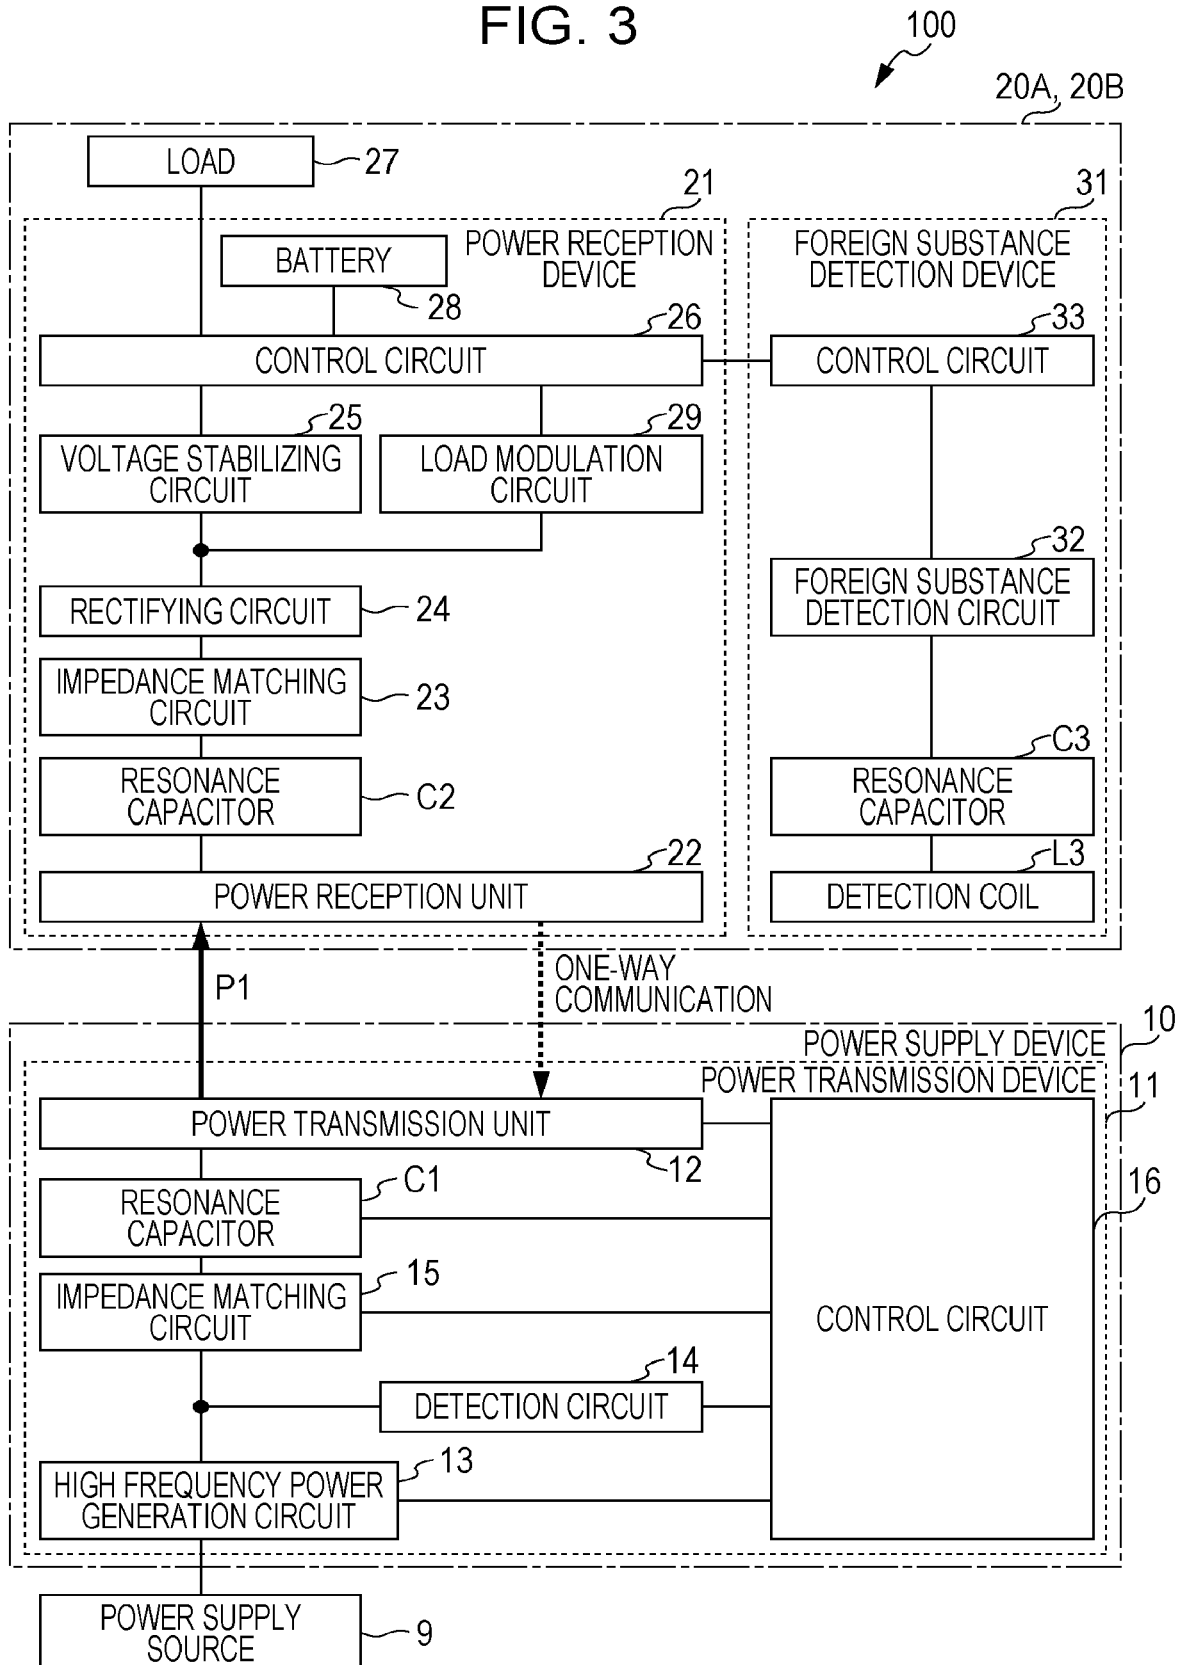 FIG. 3
100
20A, 20B
LOAD
27
21
31
POWER RECEPTION
DEVICE
FOREIGN SUBSTANCE
DETECTION DEVICE
BATTERY
28
26
33
CONTROL CIRCUIT
CONTROL CIRCUIT
25
29
VOLTAGE STABILIZING
CIRCUIT
LOAD MODULATION
CIRCUIT
32
FOREIGN SUBSTANCE
DETECTION CIRCUIT
RECTIFYING CIRCUIT
24
IMPEDANCE MATCHING
CIRCUIT
23
C3
RESONANCE
CAPACITOR
C2
RESONANCE
CAPACITOR
22
L3
POWER RECEPTION UNIT
DETECTION COIL
P1
ONE-WAY
COMMUNICATION
10
POWER SUPPLY DEVICE
POWER TRANSMISSION DEVICE
11
POWER TRANSMISSION UNIT
12
C1
16
RESONANCE
CAPACITOR
15
IMPEDANCE MATCHING
CIRCUIT
CONTROL CIRCUIT
14
DETECTION CIRCUIT
13
HIGH FREQUENCY POWER
GENERATION CIRCUIT
POWER SUPPLY
SOURCE
9